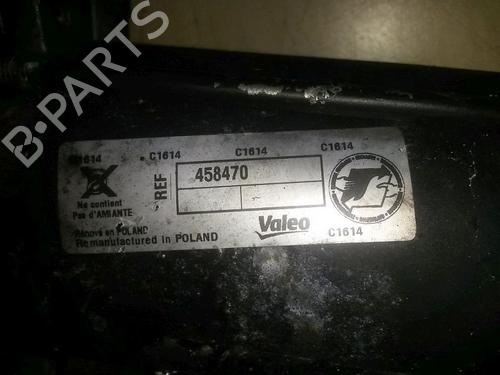 B-PARTS
C1614 C1614 C1614 C1614
REF 458470
Ne contient
Pas d'AMIANTE
Rénové en POLAND
Remanufactured in POLAND
Valeo
C1614